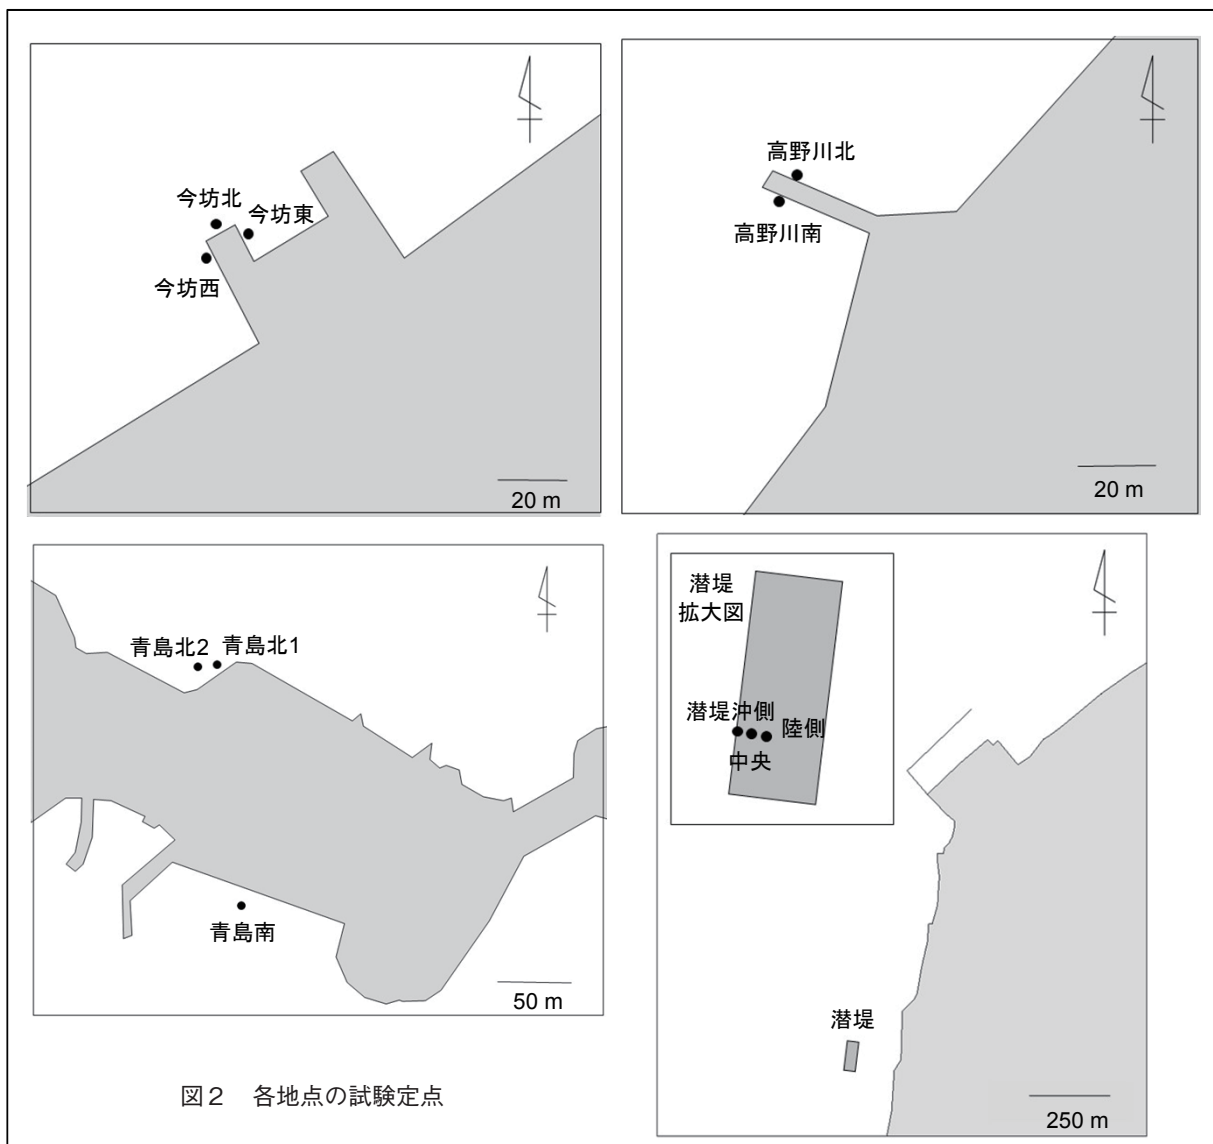 今坊北
今坊東
今坊西
20 m
高野川北
高野川南
20 m
青島北2
青島北1
青島南
50 m
潜堤
拡大図
潜堤沖側
陸側
中央
潜堤
250 m
図2 各地点の試験定点